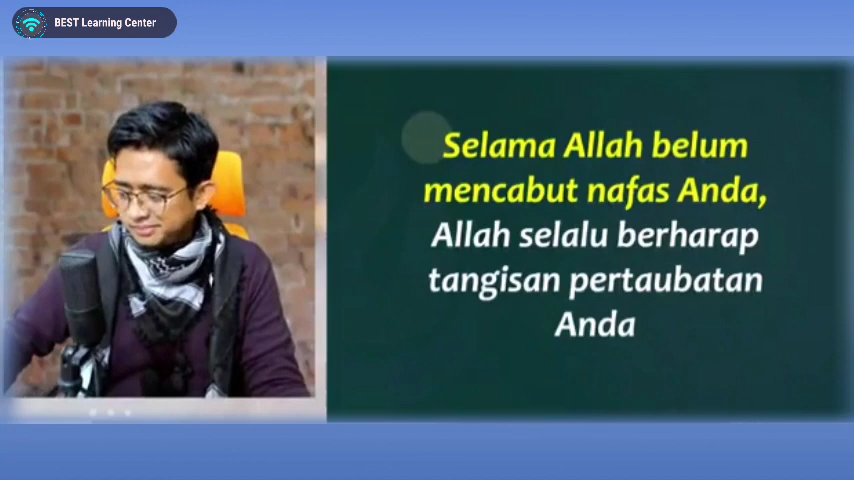 BEST Learning Center
Selama Allah belum
mencabut nafas Anda,
Allah selalu berharap
tangisan pertaubatan
Anda